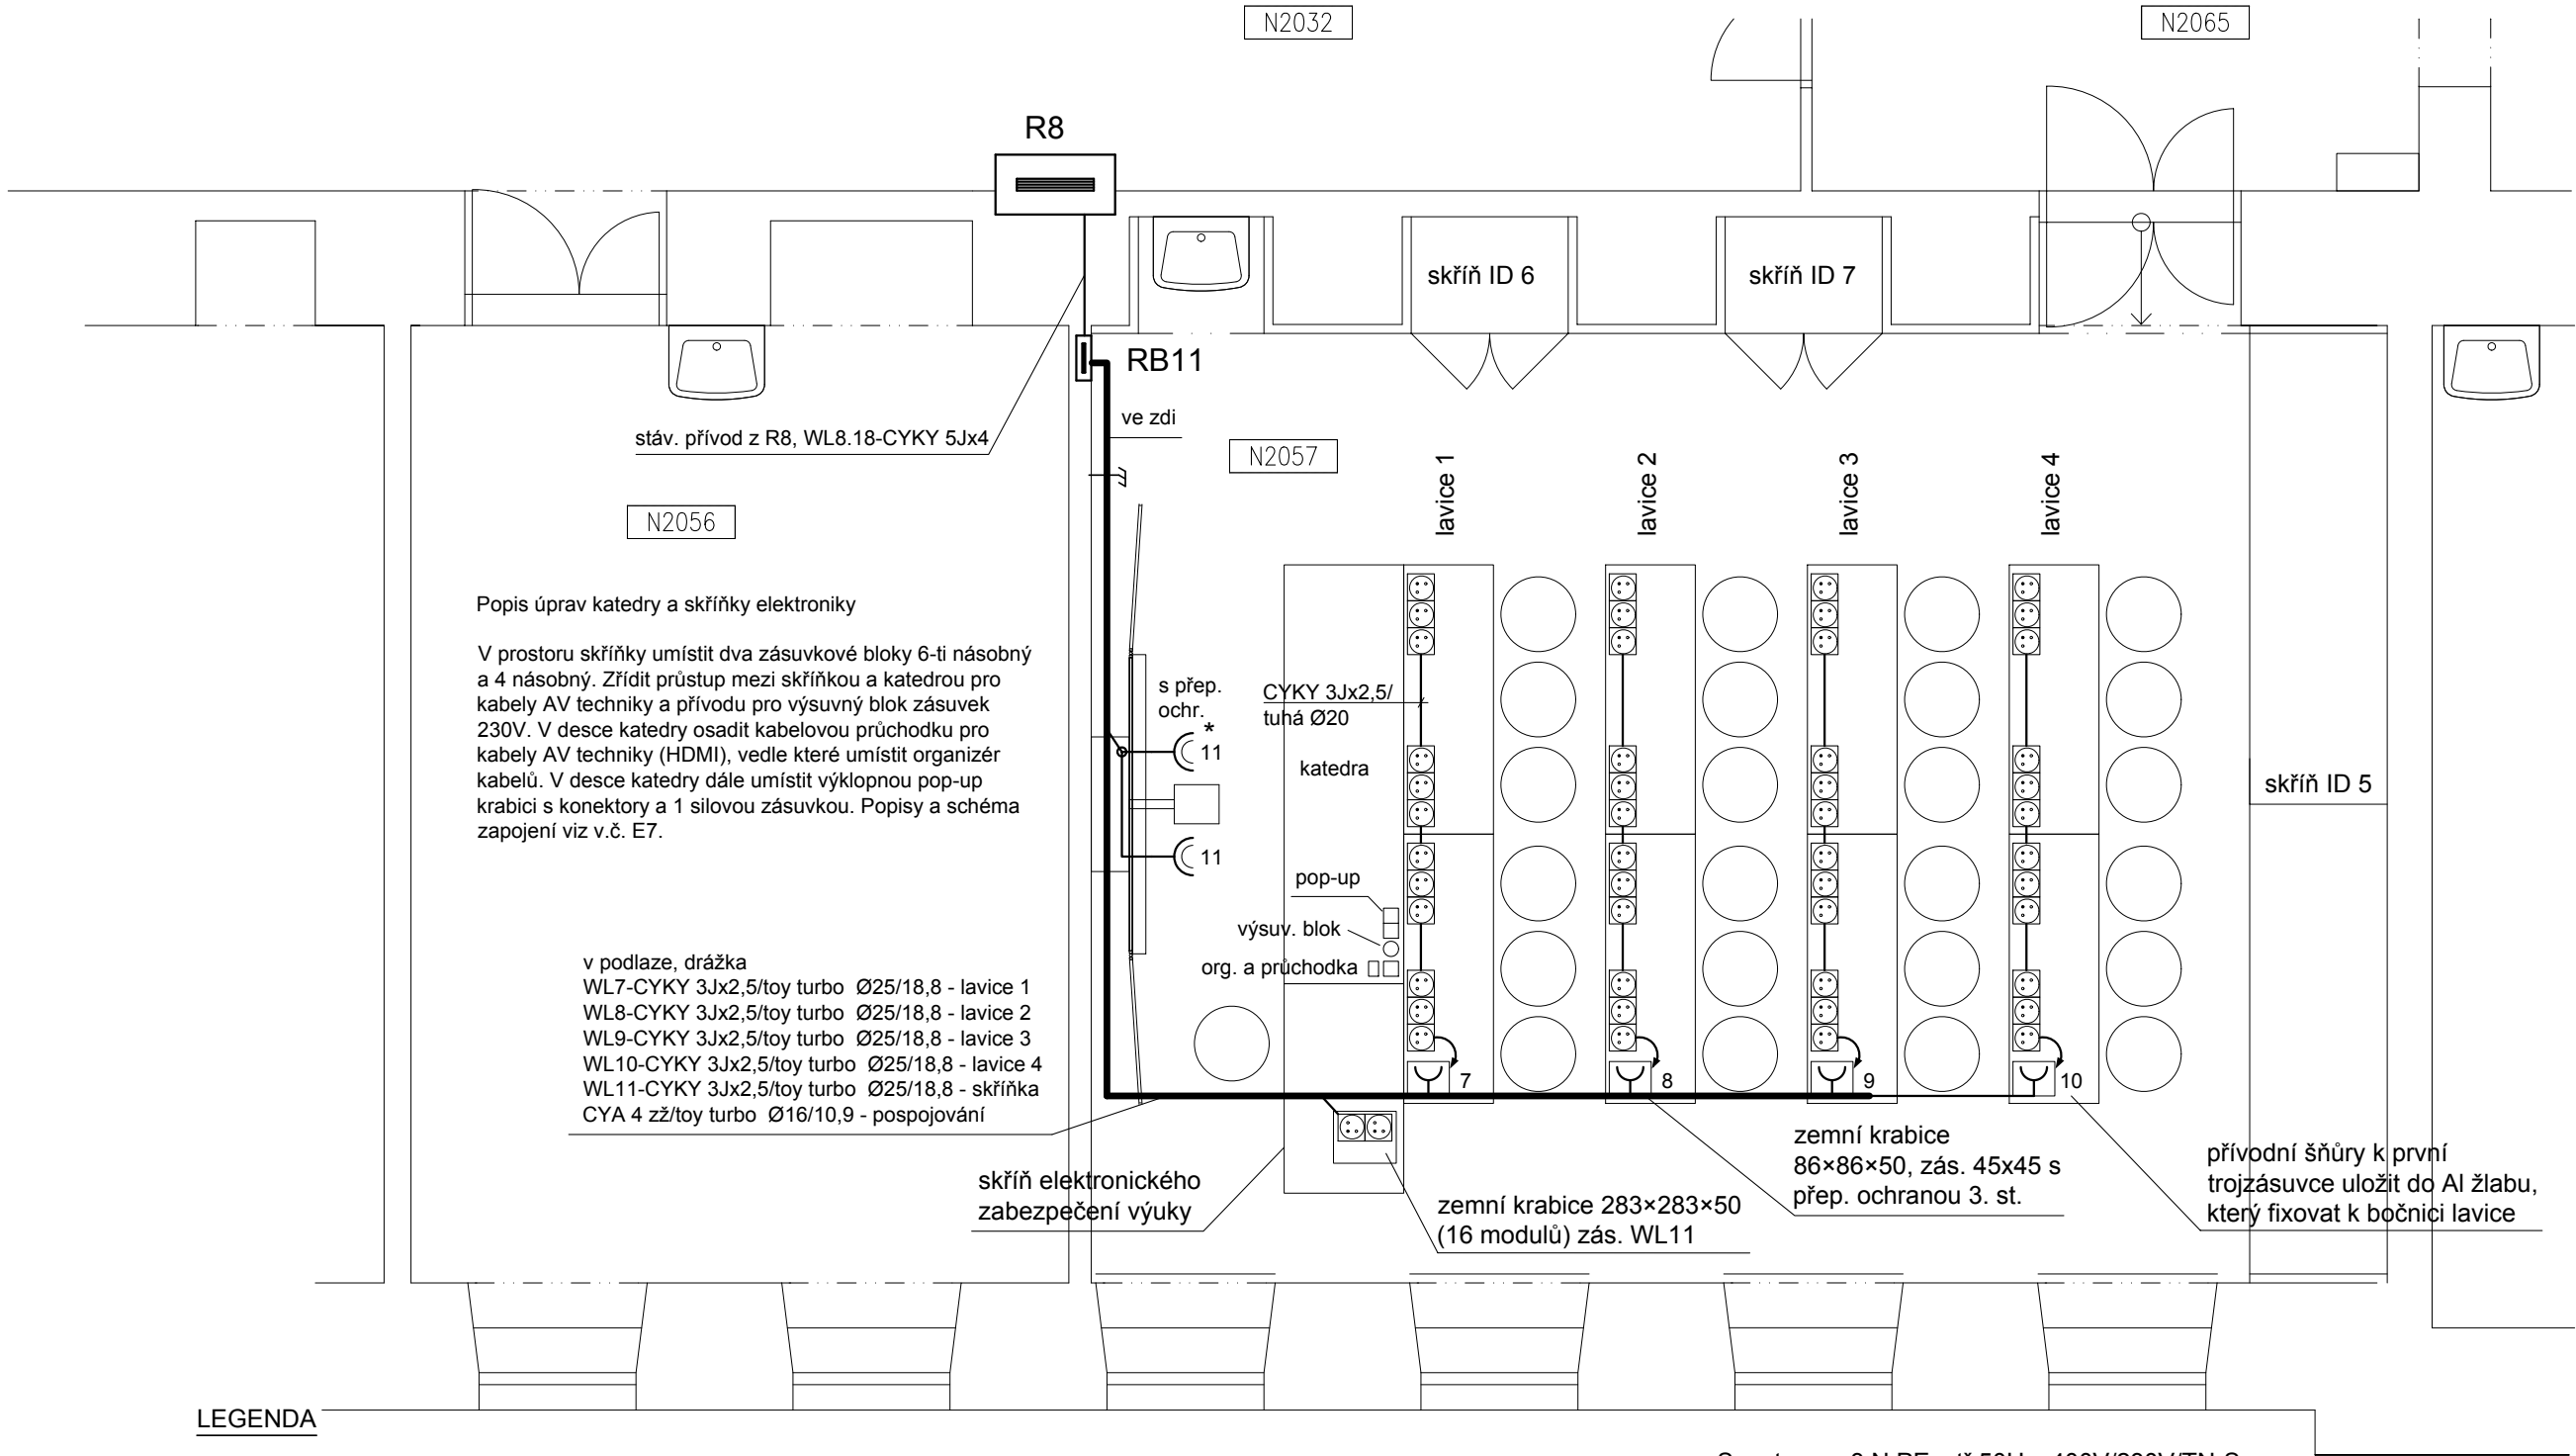 N2032
N2065
R8
skříň ID 6
skříň ID 7
RB11
ve zdi
stáv. přívod z R8, WL8.18-CYKY 5Jx4
N2057
N2056
lavice 1
lavice 2
lavice 3
lavice 4
Popis úprav katedry a skříňky elektroniky
V prostoru skříňky umístit dva zásuvkové bloky 6-ti násobný
a 4 násobný. Zřídit průstup mezi skříňkou a katedrou pro
kabely AV techniky a přívodu pro výsuvný blok zásuvek
230V. V desce katedry osadit kabelovou průchodku pro
kabely AV techniky (HDMI), vedle které umístit organizér
kabelů. V desce katedry dále umístit výklopnou pop-up
krabici s konektory a 1 silovou zásuvkou. Popisy a schéma
zapojení viz v.č. E7.
s přep.
ochr.
*
11
11
CYKY 3Jx2,5/
tuhá Ø20
katedra
skříň ID 5
pop-up
výsuv. blok
org. a průchodka
v podlaze, drážka
WL7-CYKY 3Jx2,5/toy turbo Ø25/18,8 - lavice 1
WL8-CYKY 3Jx2,5/toy turbo Ø25/18,8 - lavice 2
WL9-CYKY 3Jx2,5/toy turbo Ø25/18,8 - lavice 3
WL10-CYKY 3Jx2,5/toy turbo Ø25/18,8 - lavice 4
WL11-CYKY 3Jx2,5/toy turbo Ø25/18,8 - skříňka
CYA 4 zž/toy turbo Ø16/10,9 - pospojování
7
8
9
10
skříň elektronického
zabezpečení výuky
zemní krabice 283×283×50
(16 modulů) zás. WL11
zemní krabice
86×86×50, zás. 45x45 s
přep. ochranou 3. st.
přívodní šňůry k první
trojzásuvce uložit do Al žlabu,
který fixovat k bočnici lavice
LEGENDA